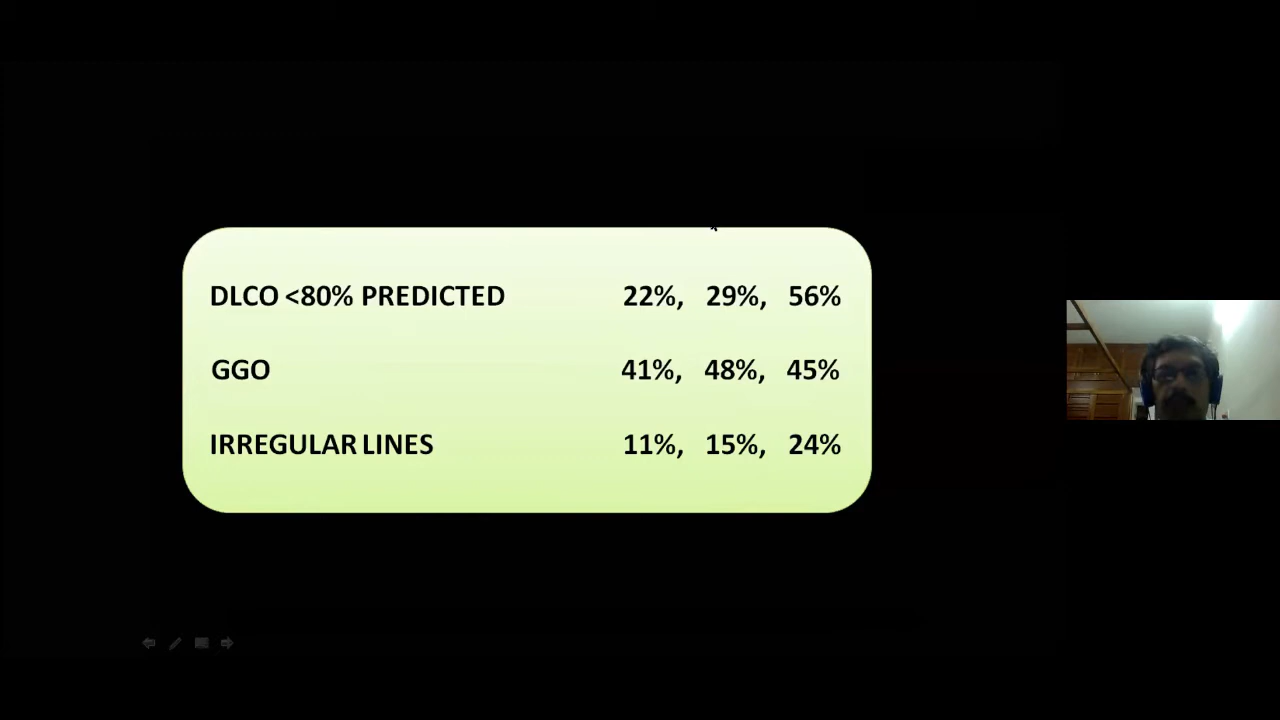 DLCO <80% PREDICTED 22%, 29%, 56%
GGO 41%, 48%, 45%
IRREGULAR LINES 11%, 15%, 24%